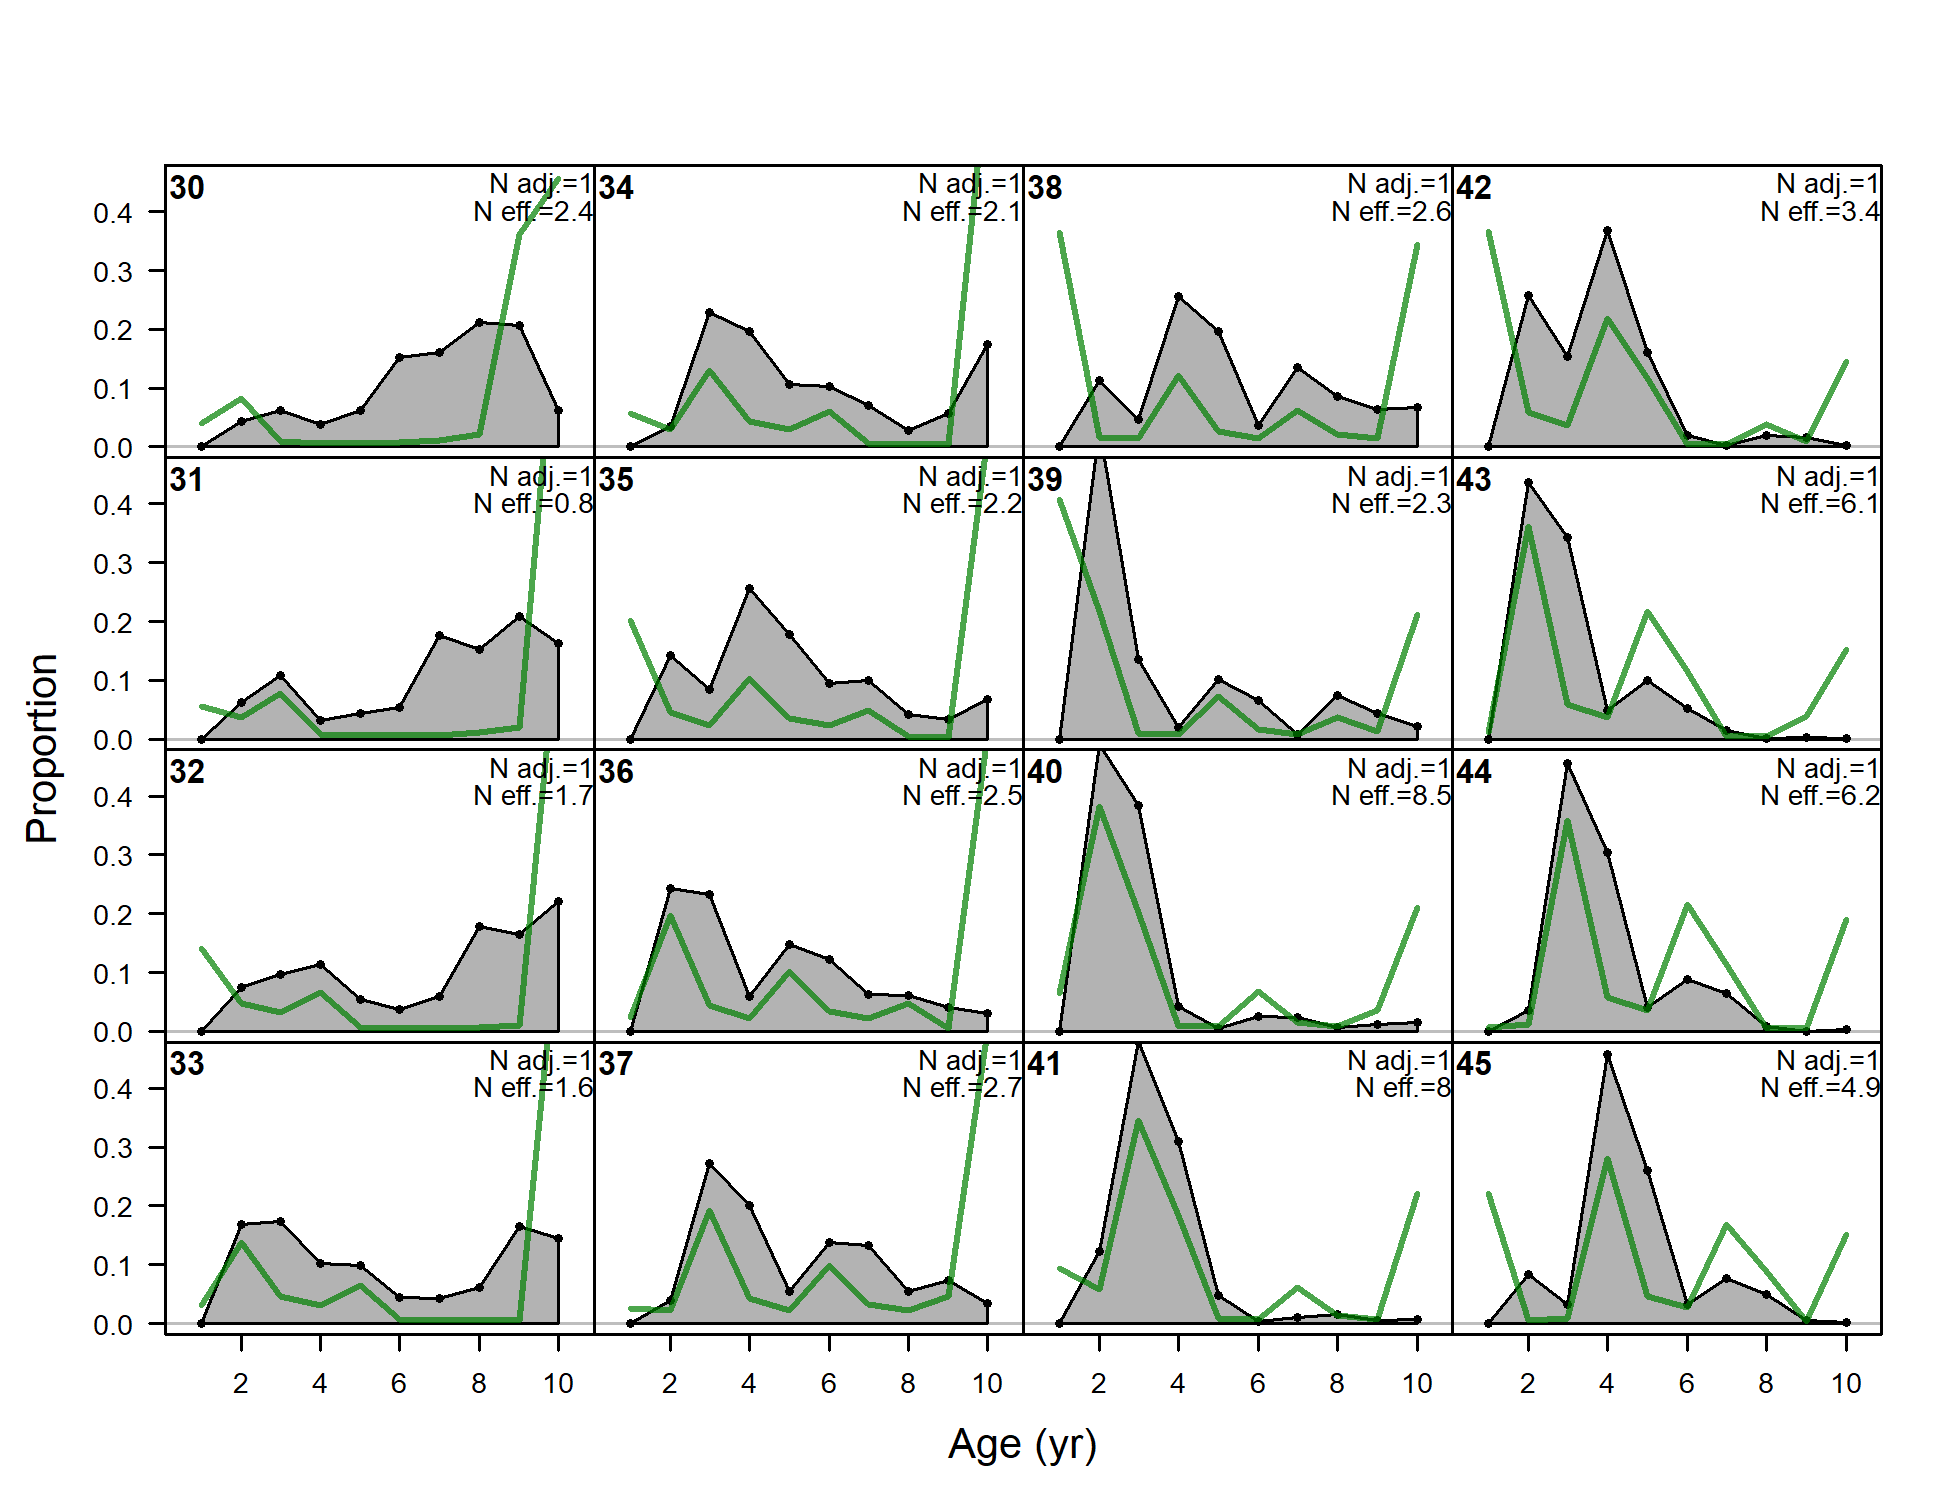 30 N adj.=1 34 N adj.=1 38 N adj.=1 42 N adj.=1
N eff.=2.4 N eff.=2.1 N eff.=2.6 N eff.=3.4
0.4
0.3
0.2
0.1
0.0
31 N adj.=1 35 N adj.=1 39 N adj.=1 43 N adj.=1
N eff.=0.8 N eff.=2.2 N eff.=2.3 N eff.=6.1
0.4
0.3
0.2
0.1
0.0
32 N adj.=1 36 N adj.=1 40 N adj.=1 44 N adj.=1
N eff.=1.7 N eff.=2.5 N eff.=8.5 N eff.=6.2
0.4
0.3
0.2
0.1
0.0
33 N adj.=1 37 N adj.=1 41 N adj.=1 45 N adj.=1
N eff.=1.6 N eff.=2.7 N eff.=8 N eff.=4.9
0.4
0.3
0.2
0.1
0.0
2 4 6 8 10 2 4 6 8 10 2 4 6 8 10 2 4 6 8 10
Age (yr)
Proportion